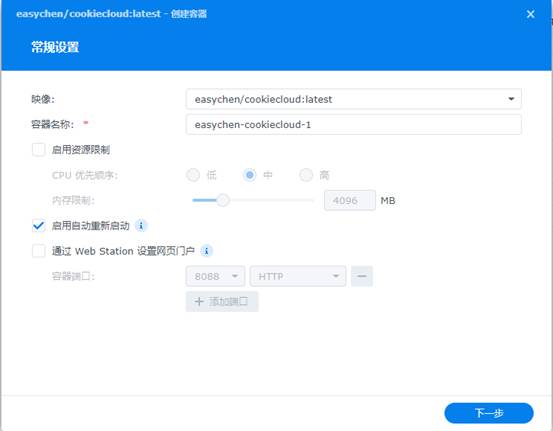 easychen/cookiecloud:latest - 创建容器
常规设置
映像: easychen/cookiecloud:latest
容器名称: * easychen-cookiecloud-1
启用资源限制
CPU 优先顺序: 低 中 高
内存限制: 4096 MB
启用自动重新启动
通过 Web Station 设置网页门户
容器端口: 8088 HTTP
+ 添加端口
下一步